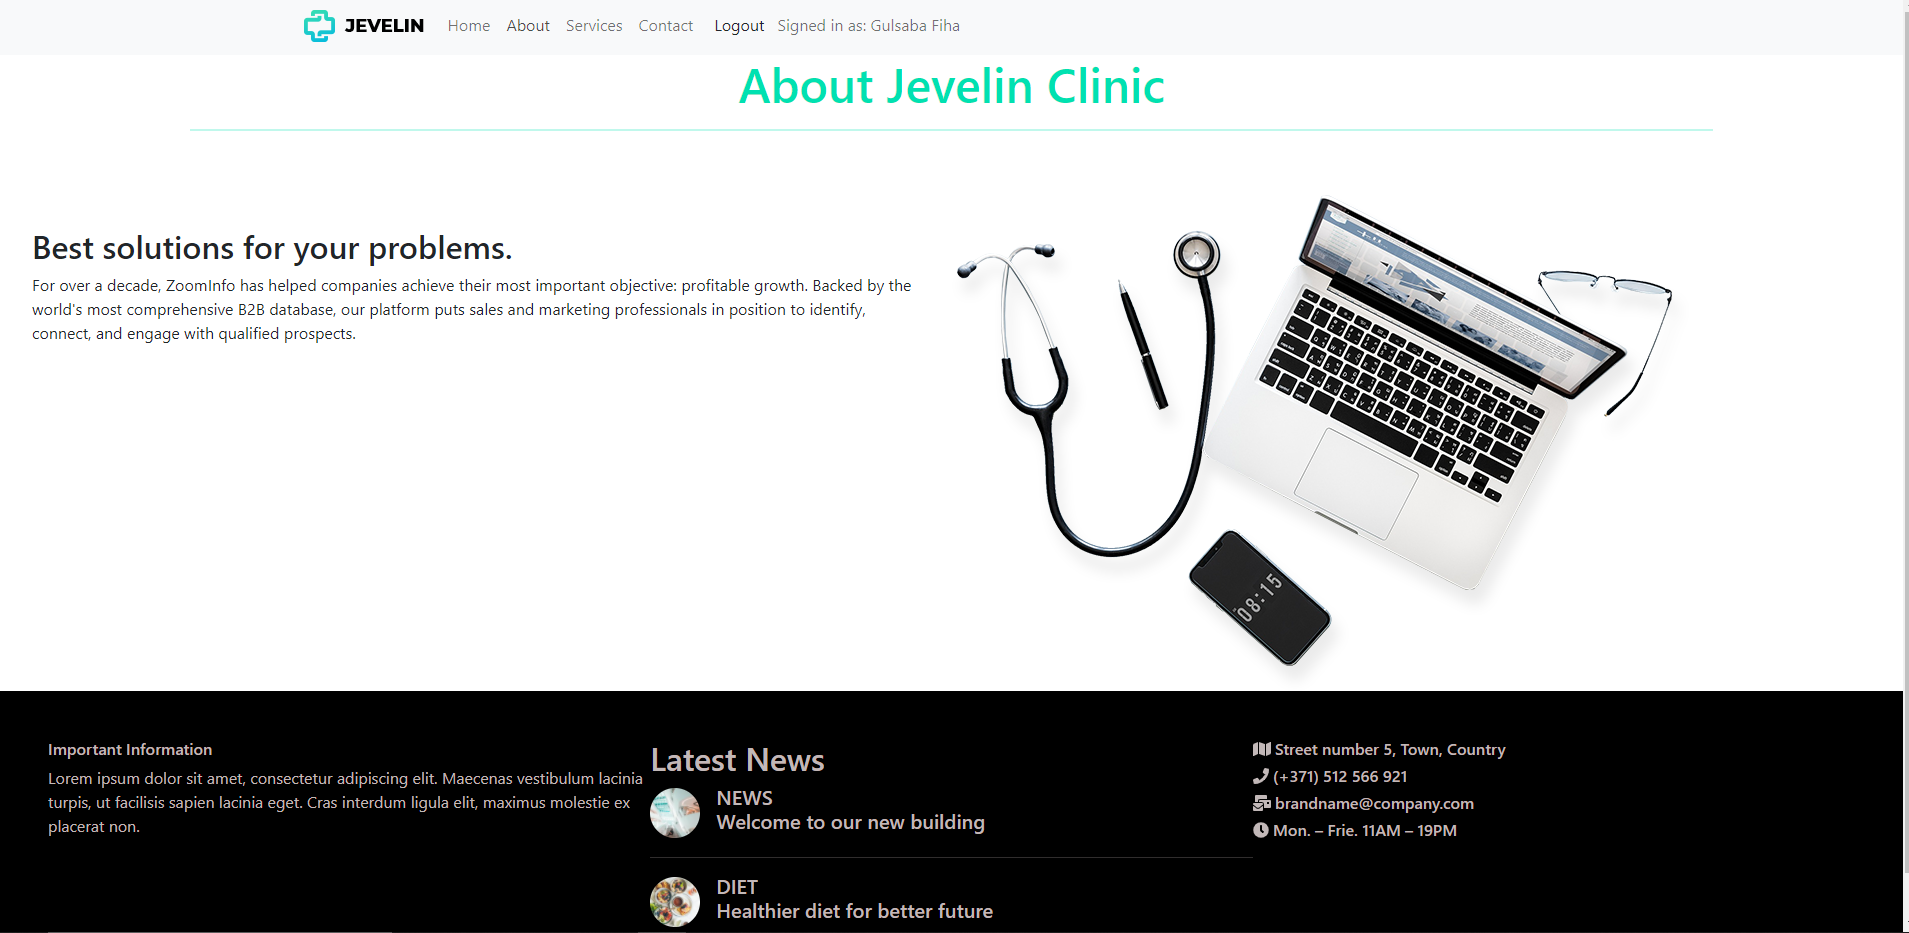 JEVELIN Home About Services Contact Logout Signed in as: Gulsaba Fiha
About Jevelin Clinic
Best solutions for your problems.
For over a decade, ZoomInfo has helped companies achieve their most important objective: profitable growth. Backed by the
world's most comprehensive B2B database, our platform puts sales and marketing professionals in position to identify,
connect, and engage with qualified prospects.
08:15
Important Information
Lorem ipsum dolor sit amet, consectetur adipiscing elit. Maecenas vestibulum lacinia
turpis, ut facilisis sapien lacinia eget. Cras interdum ligula elit, maximus molestie ex
placerat non.
Latest News
NEWS
Welcome to our new building
DIET
Healthier diet for better future
Street number 5, Town, Country
(+371) 512 566 921
brandname@company.com
Mon. – Frie. 11AM – 19PM